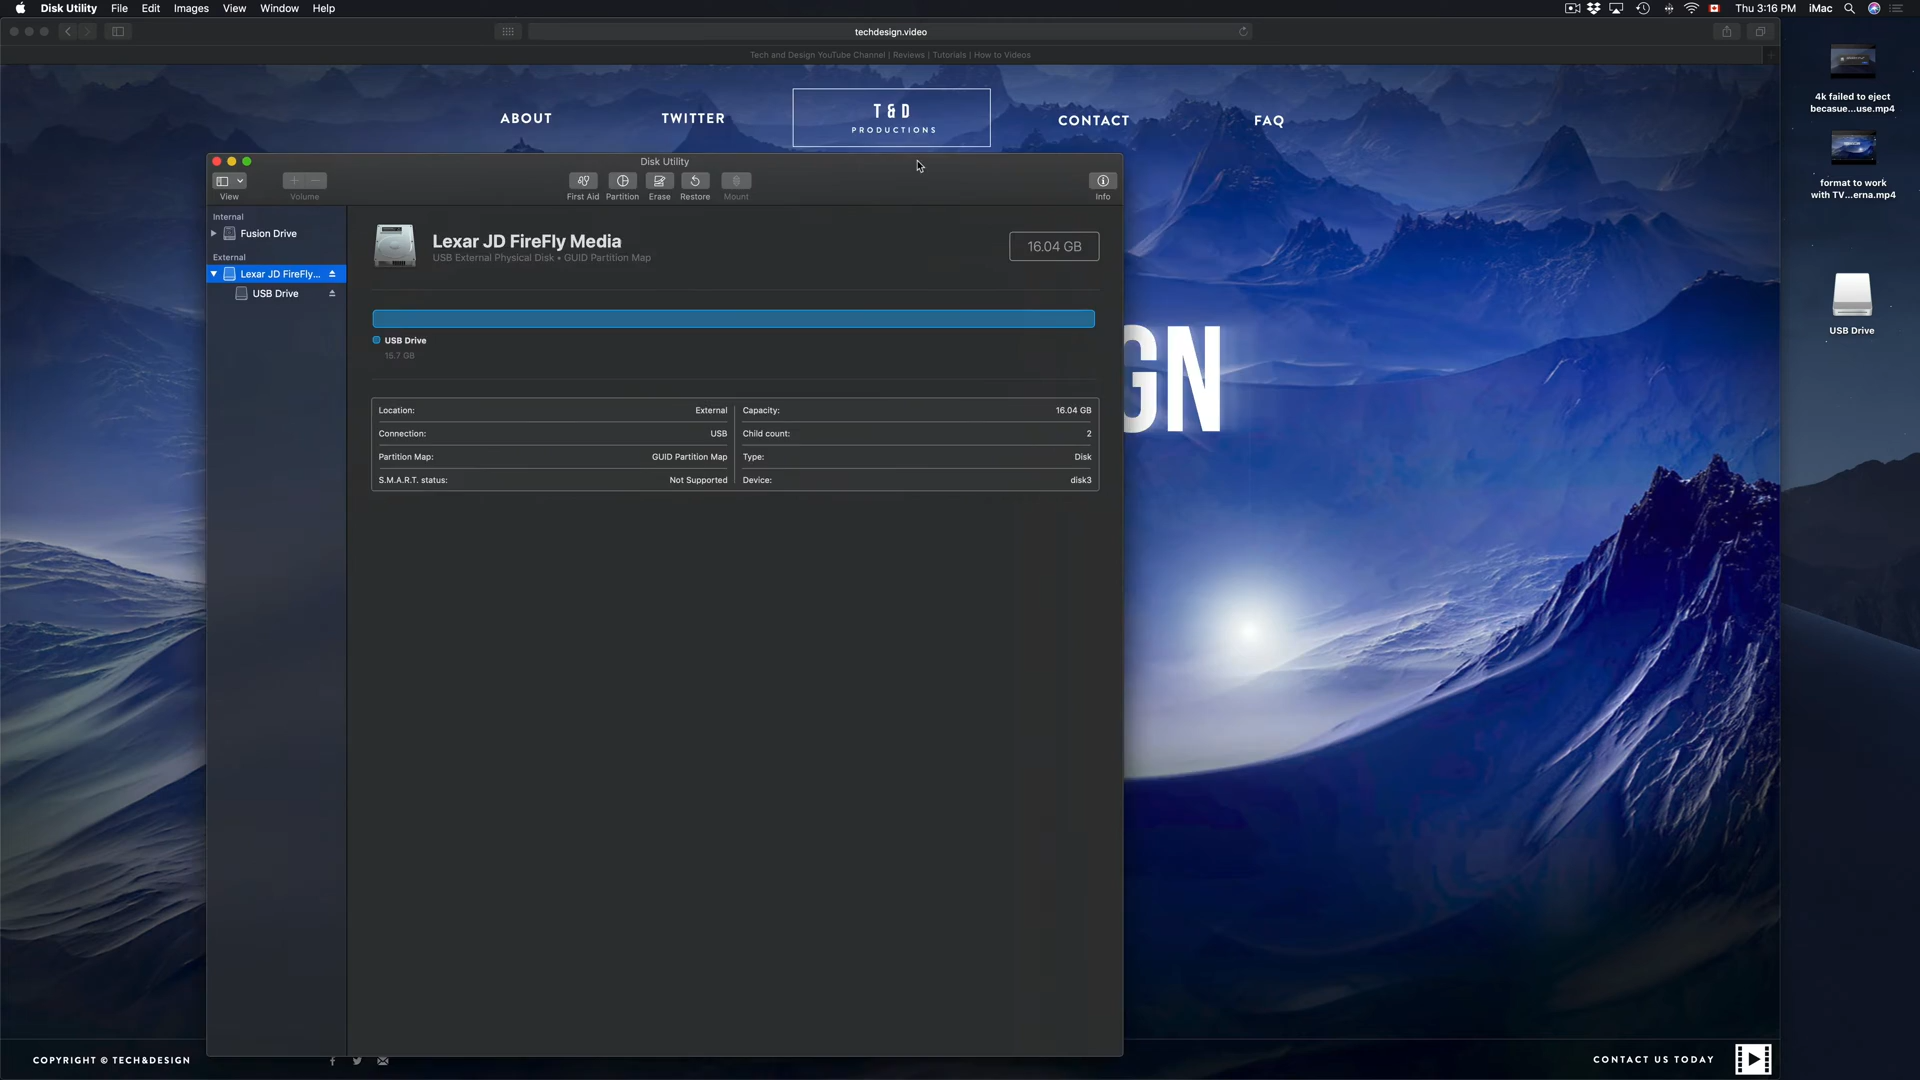 Disk Utility File Edit Images View Window Help
Thu 3:16 PM iMac
techdesign.video
Tech and Design YouTube Channel | Reviews | Tutorials | How to Videos
ABOUT TWITTER T & D PRODUCTIONS CONTACT FAQ
Disk Utility
View Volume First Aid Partition Erase Restore Mount Info
Internal
Fusion Drive
External
Lexar JD FireFly...
USB Drive
Lexar JD FireFly Media
USB External Physical Disk • GUID Partition Map
16.04 GB
USB Drive
15.7 GB
Location: External
Connection: USB
Partition Map: GUID Partition Map
S.M.A.R.T. status: Not Supported
Capacity: 16.04 GB
Child count: 2
Type: Disk
Device: disk3
GN
4k failed to eject
becasue...use.mp4
format to work
with TV...erna.mp4
USB Drive
COPYRIGHT © TECH&DESIGN
CONTACT US TODAY